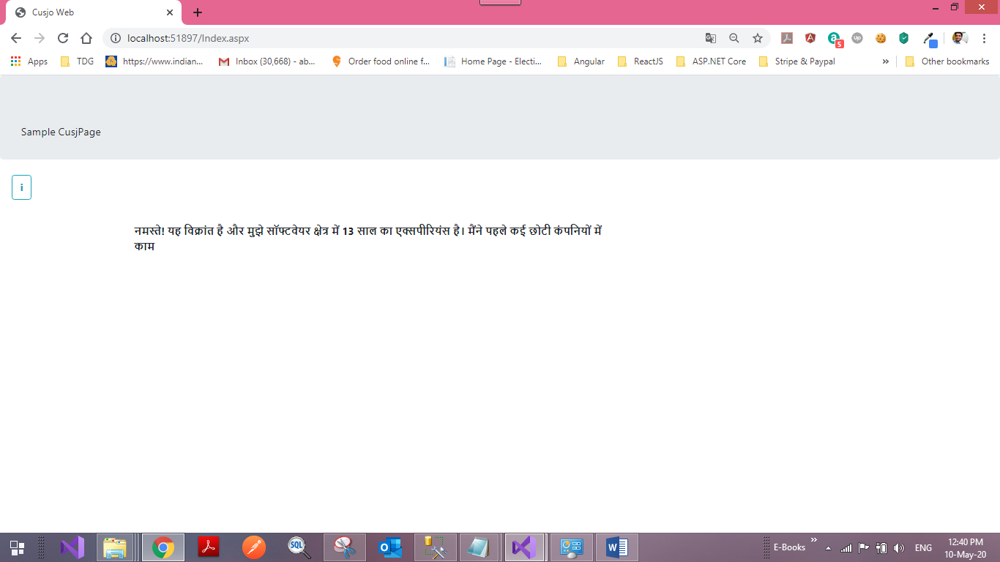 Cusjo Web
localhost:51897/Index.aspx
5
Apps TDG https://www.indian... Inbox (30,668) - ab... Order food online f... Home Page - Electi... Angular ReactJS ASP.NET Core Stripe & Paypal » Other bookmarks
Sample CusjPage
i
नमस्ते! यह विक्रांत है और मुझे सॉफ्टवेयर क्षेत्र में 13 साल का एक्सपीरियंस है। मैंने पहले कई छोटी कंपनियों में
काम
SQL
E-Books » ENG
12:40 PM
10-May-20